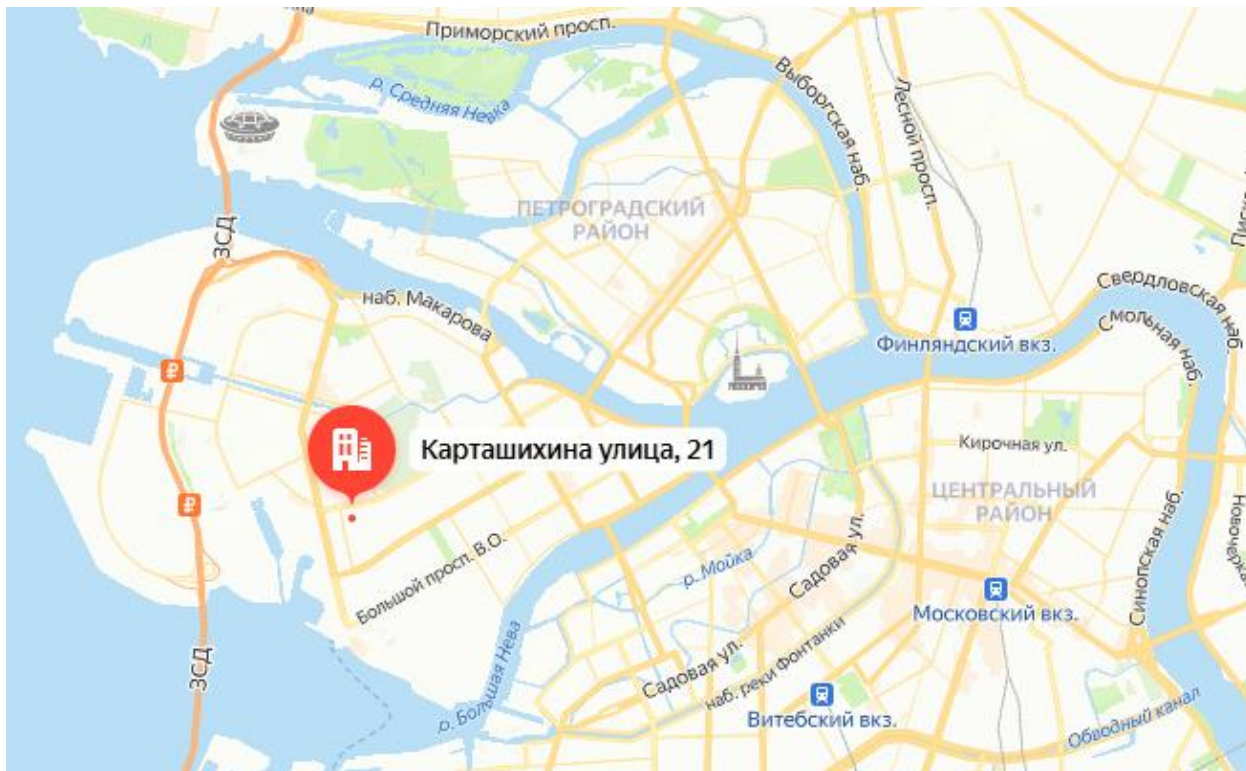 Приморский просп.
р. Средняя Невка
Выборгская наб.
Лесной просп.
ПЕТРОГРАДСКИЙ
РАЙОН
ЗСД
наб. Макарова
Свердловская наб.
Смольная наб.
Финляндский вкз.
₽
Карташихина улица, 21
Кирочная ул.
ЦЕНТРАЛЬНЫЙ
РАЙОН
₽
Большой просп. В.О.
р. Мойка
Садовая ул.
Синопская наб.
Московский вкз.
ЗСД
р. Большая Нева
Садовая ул.
наб. реки Фонтанки
Витебский вкз.
Обводный канал